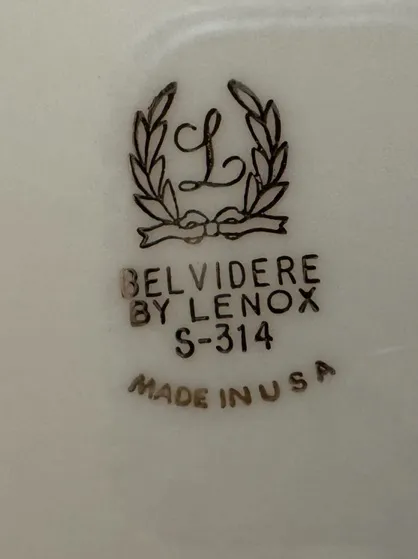 L
BELVIDERE
BY LENOX
S-314
MADE IN USA